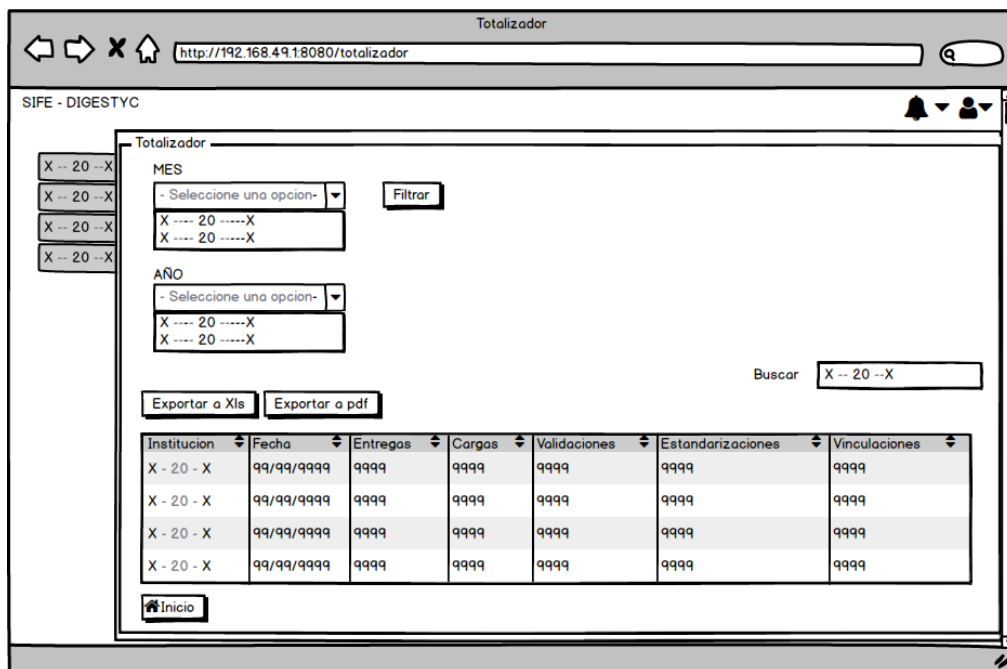 Totalizador
http://192.168.49.1:8080/totalizador
SIFE - DIGESTYC
X -- 20 --X
X -- 20 --X
X -- 20 --X
X -- 20 --X
Totalizador
MES
- Seleccione una opcion-
Filtrar
X ---- 20 -----X
X ---- 20 -----X
AÑO
- Seleccione una opcion-
X ---- 20 -----X
X ---- 20 -----X
Buscar X -- 20 --X
Exportar a Xls Exportar a pdf
Institucion Fecha Entregas Cargas Validaciones Estandarizaciones Vinculaciones
X - 20 - X 99/99/9999 9999 9999 9999 9999 9999
X - 20 - X 99/99/9999 9999 9999 9999 9999 9999
X - 20 - X 99/99/9999 9999 9999 9999 9999 9999
X - 20 - X 99/99/9999 9999 9999 9999 9999 9999
Inicio